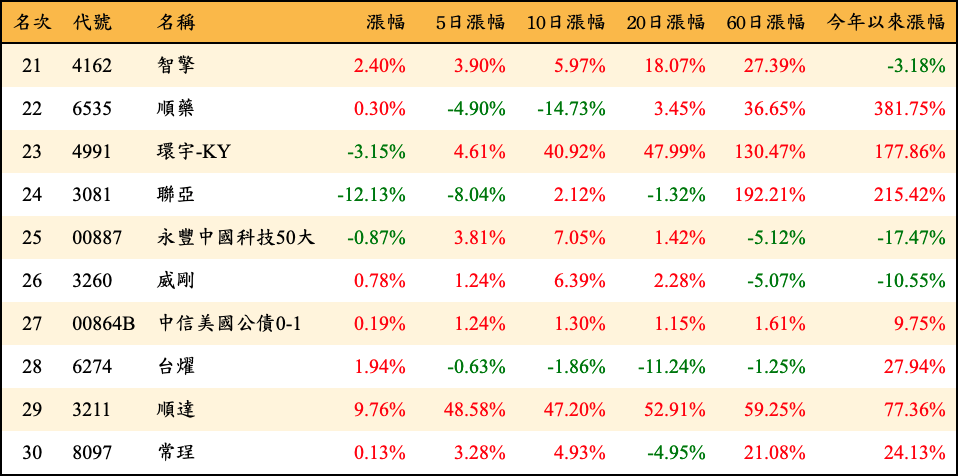 名次 代號 名稱 漲幅 5日漲幅 10日漲幅 20日漲幅 60日漲幅 今年以來漲幅
21 4162 智擎 2.40% 3.90% 5.97% 18.07% 27.39% -3.18%
22 6535 順藥 0.30% -4.90% -14.73% 3.45% 36.65% 381.75%
23 4991 環宇-KY -3.15% 4.61% 40.92% 47.99% 130.47% 177.86%
24 3081 聯亞 -12.13% -8.04% 2.12% -1.32% 192.21% 215.42%
25 00887 永豐中國科技50大 -0.87% 3.81% 7.05% 1.42% -5.12% -17.47%
26 3260 威剛 0.78% 1.24% 6.39% 2.28% -5.07% -10.55%
27 00864B 中信美國公債0-1 0.19% 1.24% 1.30% 1.15% 1.61% 9.75%
28 6274 台燿 1.94% -0.63% -1.86% -11.24% -1.25% 27.94%
29 3211 順達 9.76% 48.58% 47.20% 52.91% 59.25% 77.36%
30 8097 常珵 0.13% 3.28% 4.93% -4.95% 21.08% 24.13%